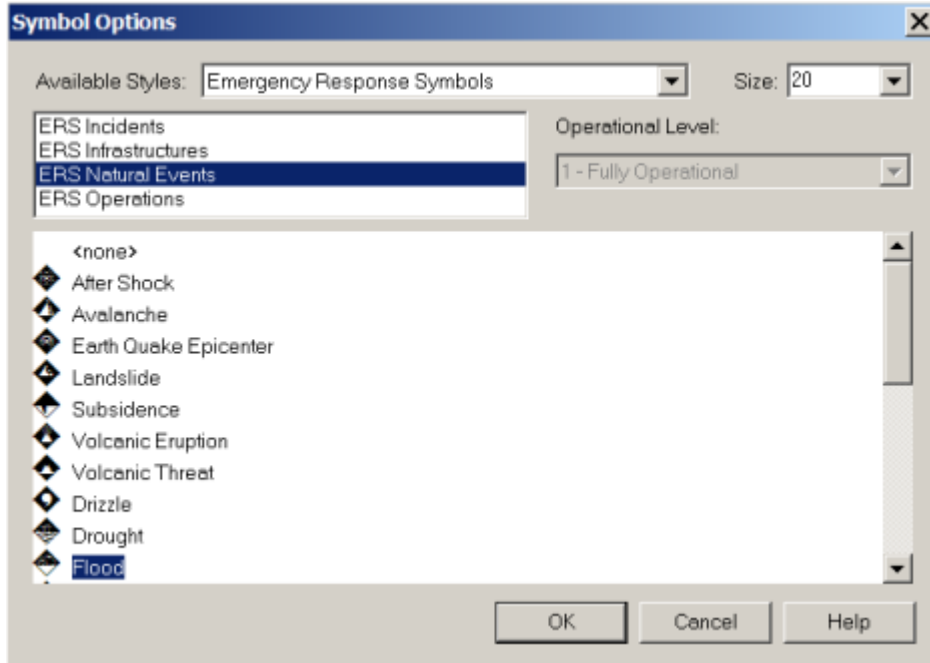 Symbol Options
Available Styles: Emergency Response Symbols Size: 20
ERS Incidents
ERS Infrastructures
ERS Natural Events
ERS Operations
Operational Level:
1 - Fully Operational
<none>
After Shock
Avalanche
Earth Quake Epicenter
Landslide
Subsidence
Volcanic Eruption
Volcanic Threat
Drizzle
Drought
Flood
OK Cancel Help